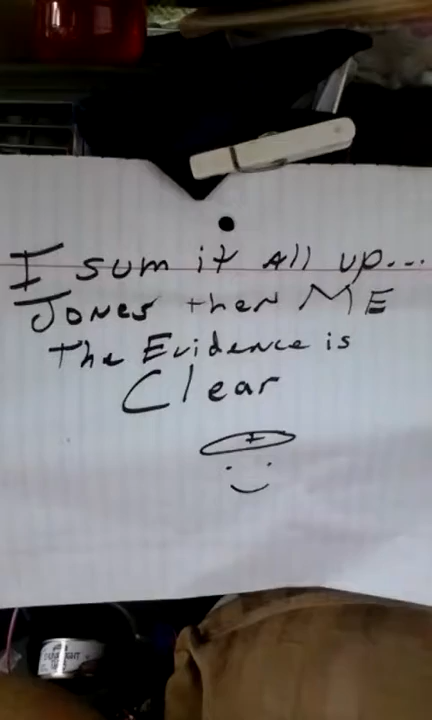 I sum it All up...
Jones then ME
the Evidence is
Clear